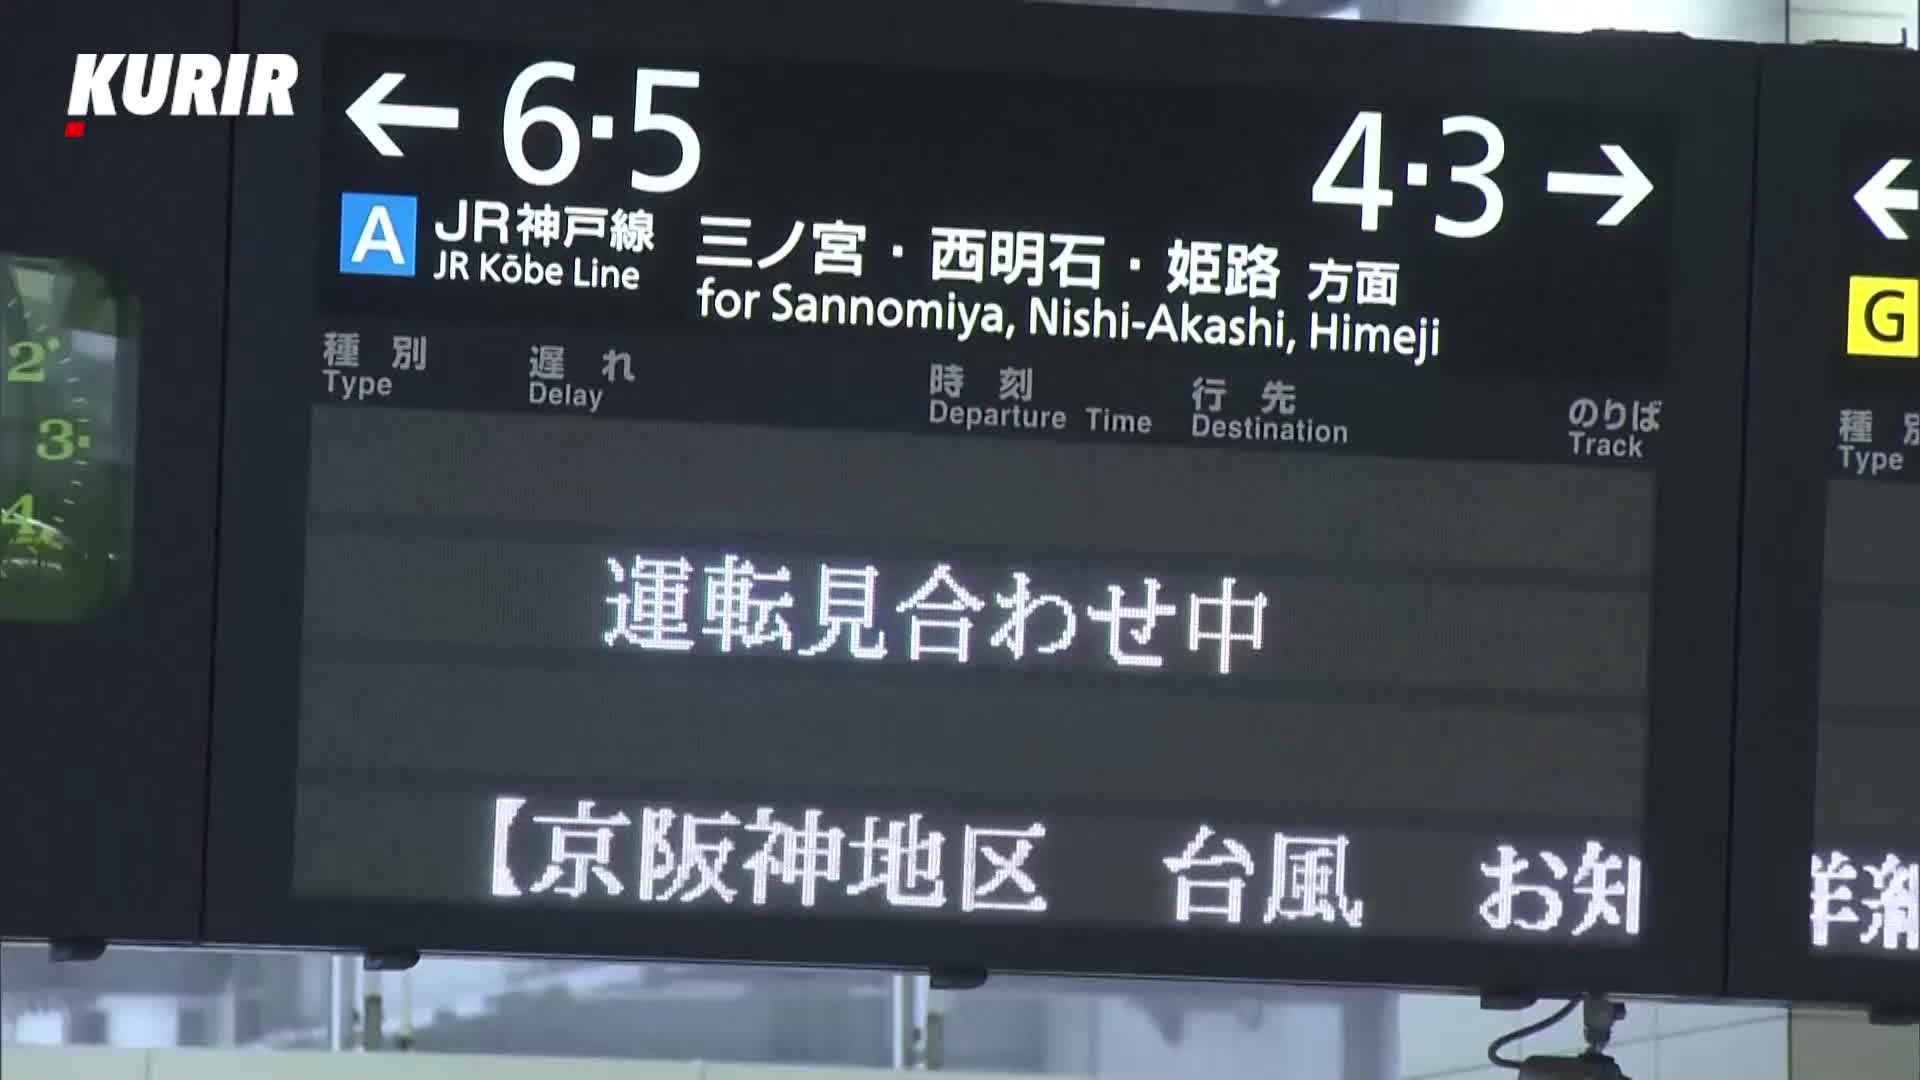 KURIR
← 6･5
4･3 →
A JR神戸線 三ノ宮・西明石・姫路 方面
JR Kōbe Line for Sannomiya, Nishi-Akashi, Himeji
G
種別 遅れ 時刻 行先 のりば
Type Delay Departure Time Destination Track
種別
Type
運転見合わせ中
【京阪神地区 台風 お知
2
3
4